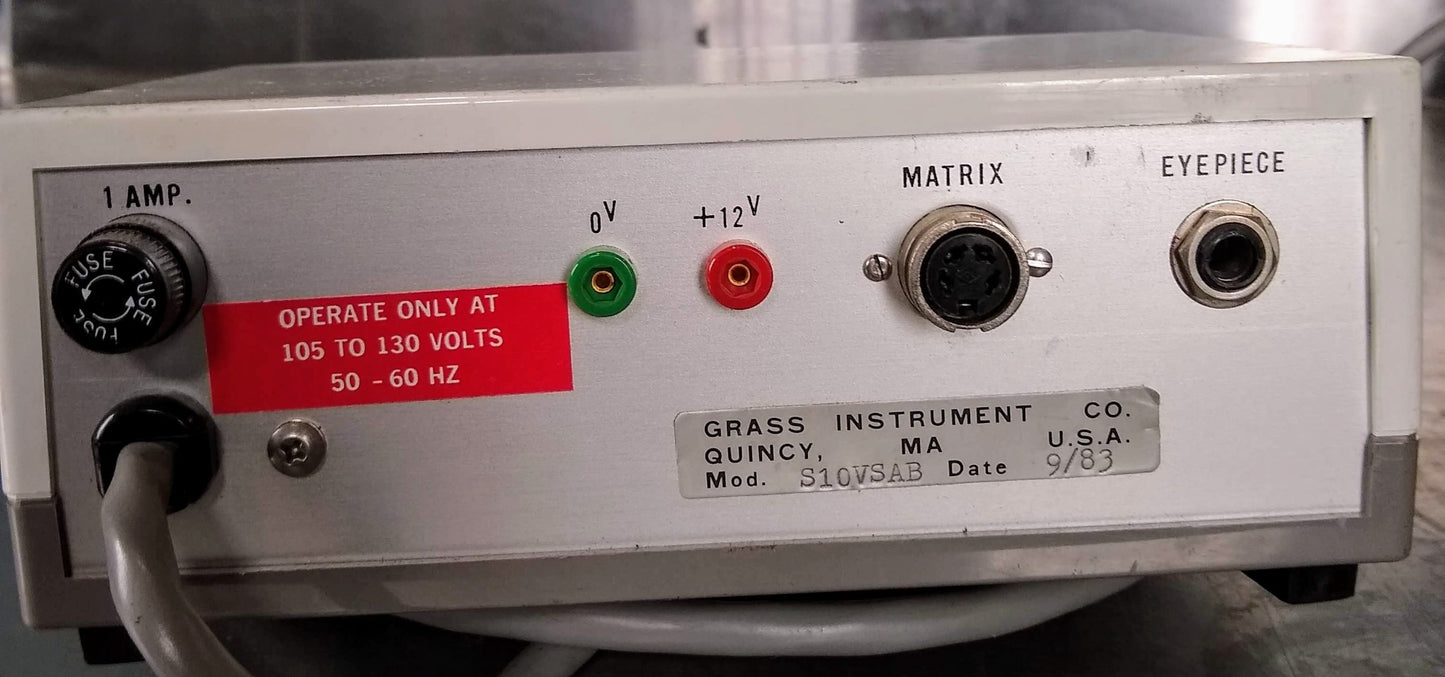 1 AMP.
FUSE FUSE FUSE
OPERATE ONLY AT
105 TO 130 VOLTS
50 - 60 HZ
0V
+12V
MATRIX
EYEPIECE
GRASS INSTRUMENT CO.
QUINCY, MA U.S.A.
Mod. S10VSAB Date 9/83